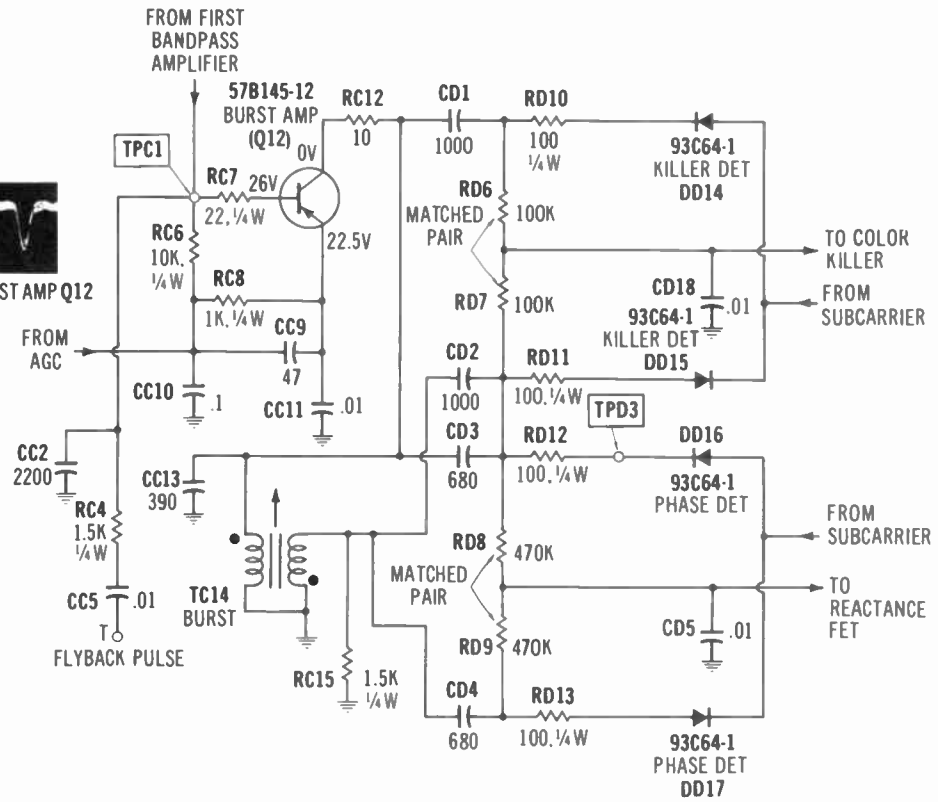 FROM FIRST
BANDPASS
AMPLIFIER
57B145-12
BURST AMP
(Q12)
0V
RC12
10
CD1
1000
RD10
100
¼W
93C64-1
KILLER DET
DD14
TPC1
RC7
22,¼W
26V
22.5V
RC6
10K,
¼W
RC8
1K,¼W
MATCHED
PAIR
RD6
100K
RD7
100K
TO COLOR
KILLER
CD18
.01
93C64-1
KILLER DET
DD15
FROM
SUBCARRIER
ST AMP Q12
FROM
AGC
CC9
47
CC10
.1
CC11
.01
CD2
1000
RD11
100,¼W
CD3
680
RD12
100,¼W
TPD3
DD16
93C64-1
PHASE DET
CC2
2200
CC13
390
RC4
1.5K
¼W
CC5
.01
T
FLYBACK PULSE
TC14
BURST
RC15
1.5K
¼W
MATCHED
PAIR
RD8
470K
RD9
470K
FROM
SUBCARRIER
TO
REACTANCE
FET
CD5
.01
CD4
680
RD13
100,¼W
93C64-1
PHASE DET
DD17